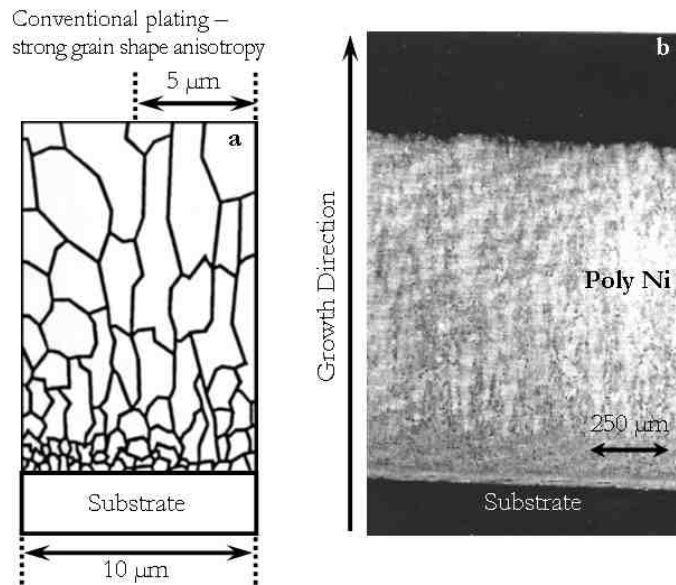 Conventional plating –
strong grain shape anisotropy
5 µm
a
Substrate
10 µm
Growth Direction
b
Poly Ni
250 µm
Substrate